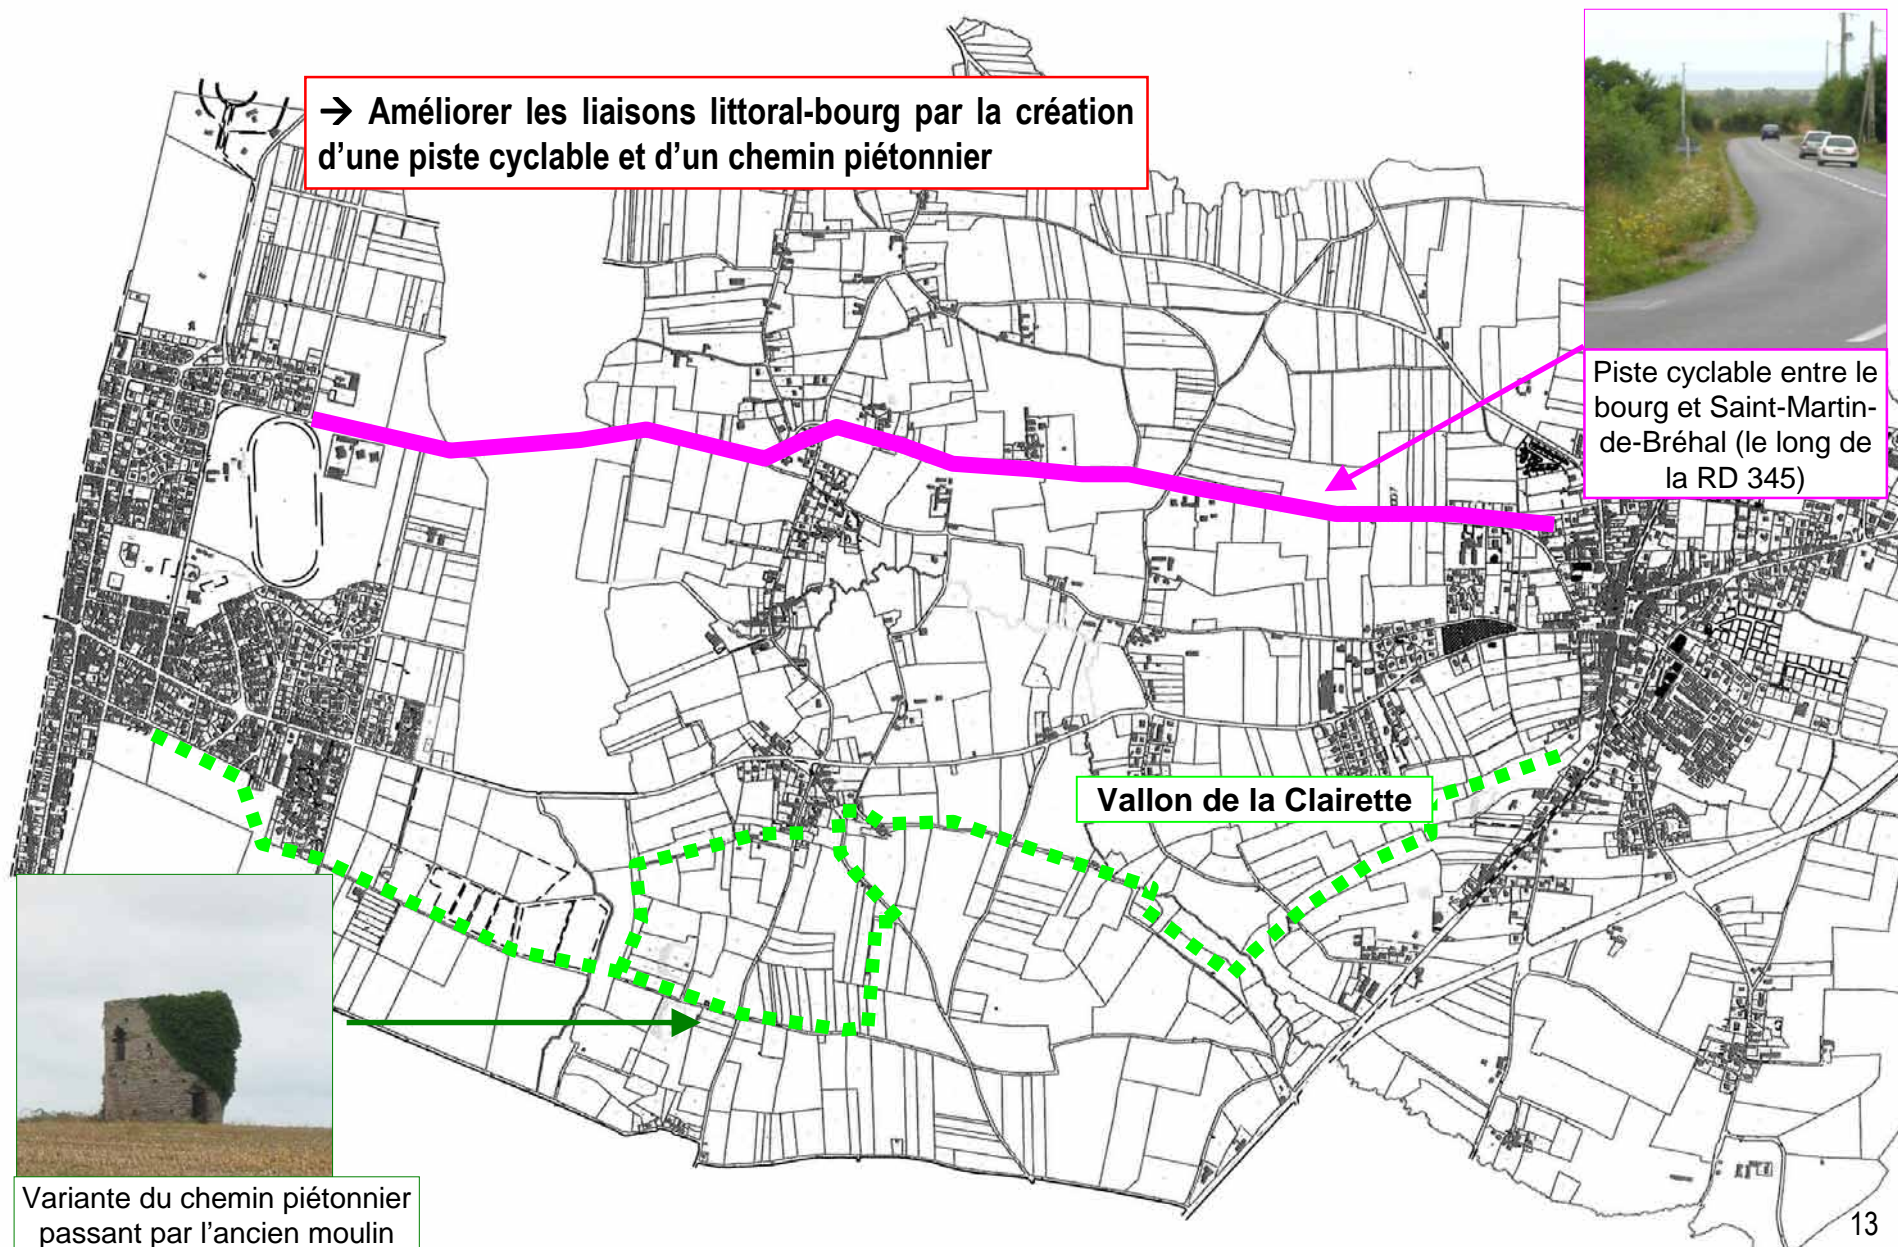 → Améliorer les liaisons littoral-bourg par la création
d’une piste cyclable et d’un chemin piétonnier
Piste cyclable entre le
bourg et Saint-Martin-
de-Bréhal (le long de
la RD 345)
Vallon de la Clairette
Variante du chemin piétonnier
passant par l’ancien moulin
13